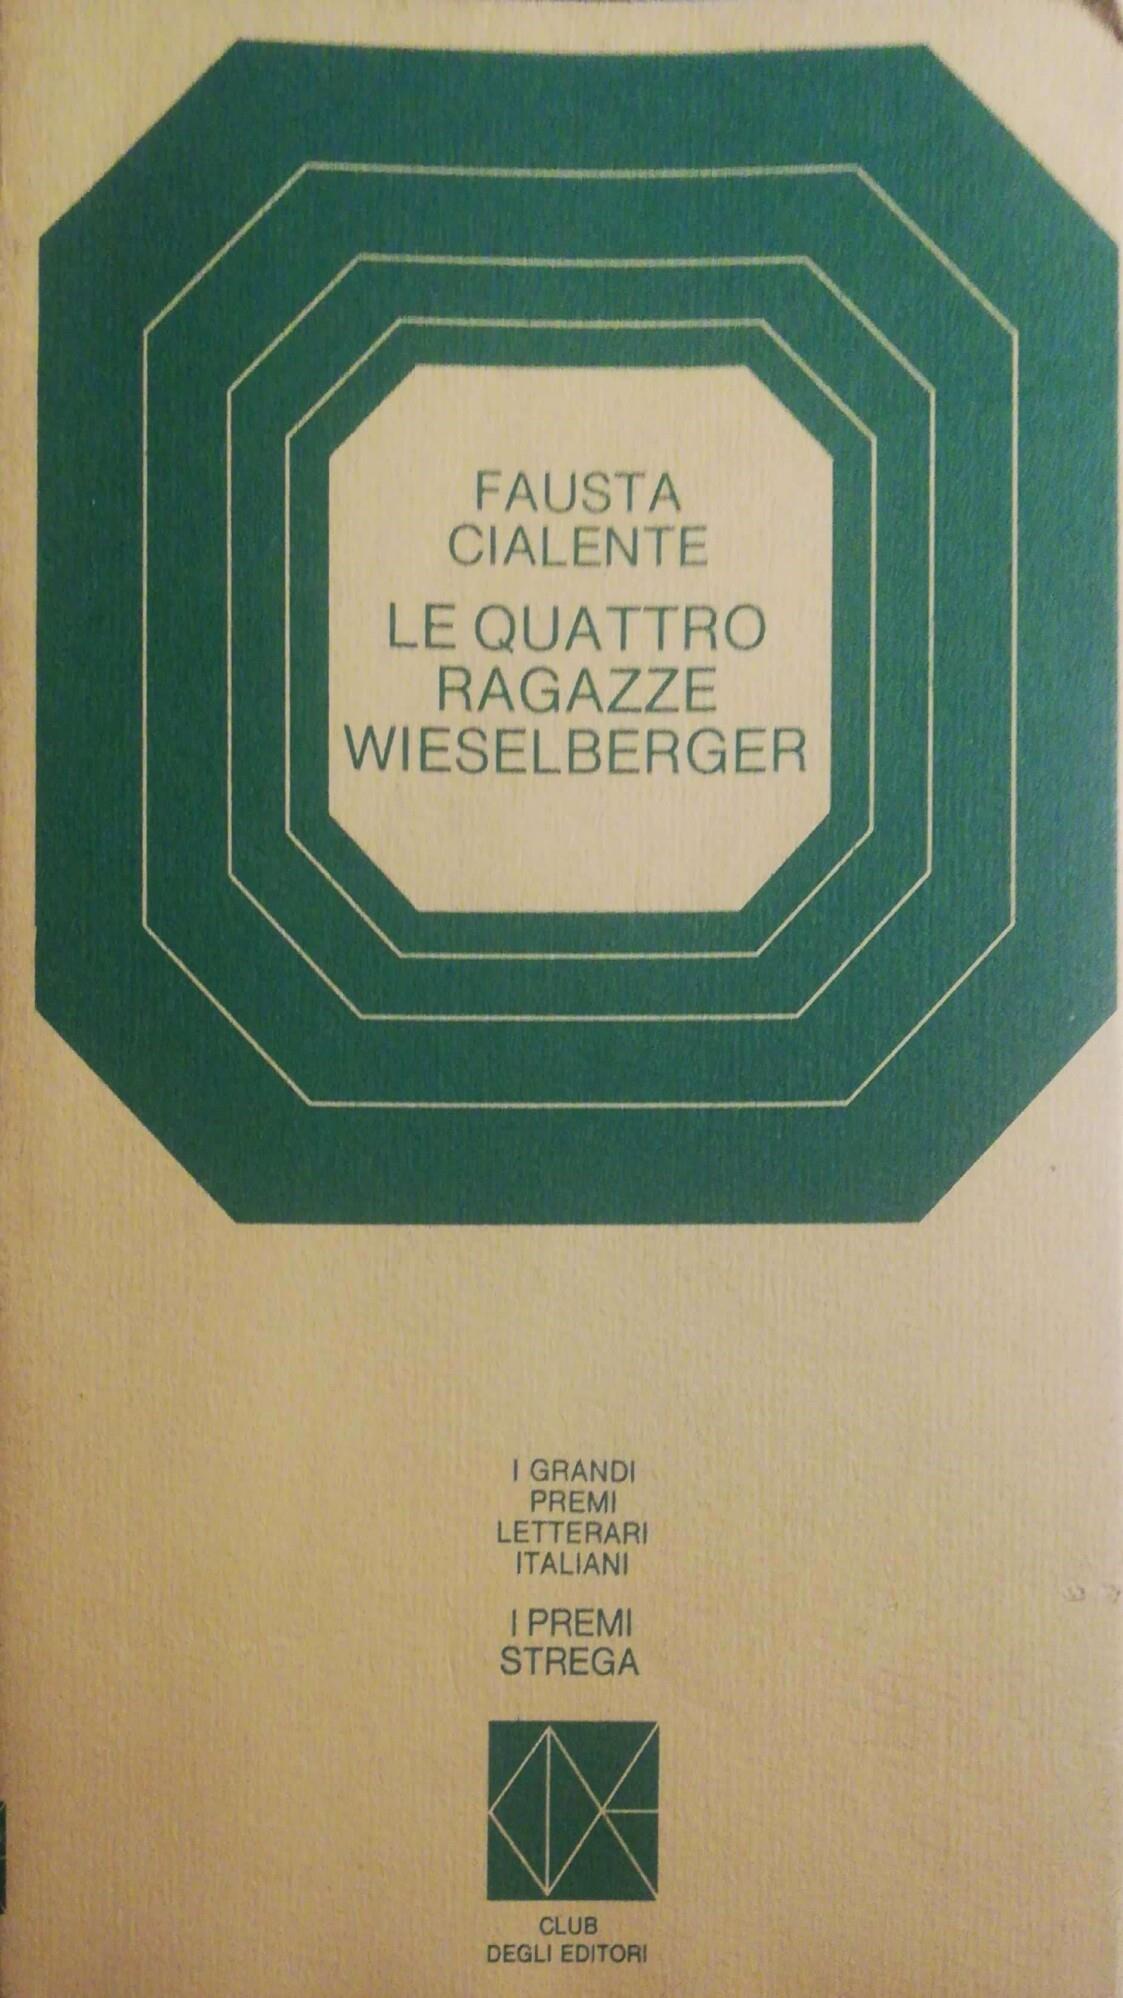 FAUSTA
CIALENTE
LE QUATTRO
RAGAZZE
WIESELBERGER
I GRANDI
PREMI
LETTERARI
ITALIANI
I PREMI
STREGA
CLUB
DEGLI EDITORI